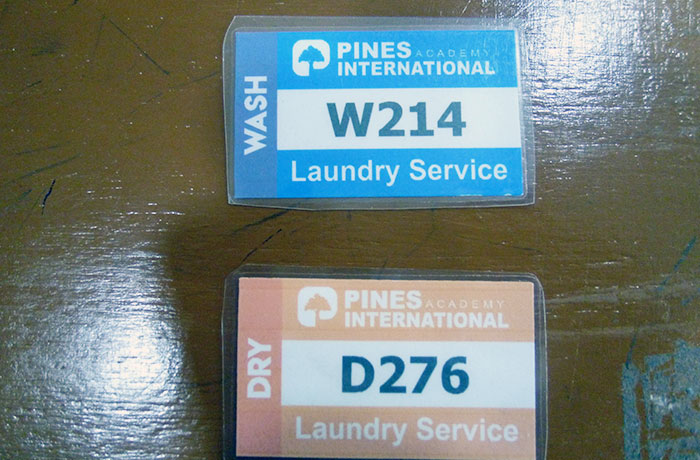 WASH
PINES ACADEMY
INTERNATIONAL
W214
Laundry Service
DRY
PINES ACADEMY
INTERNATIONAL
D276
Laundry Service